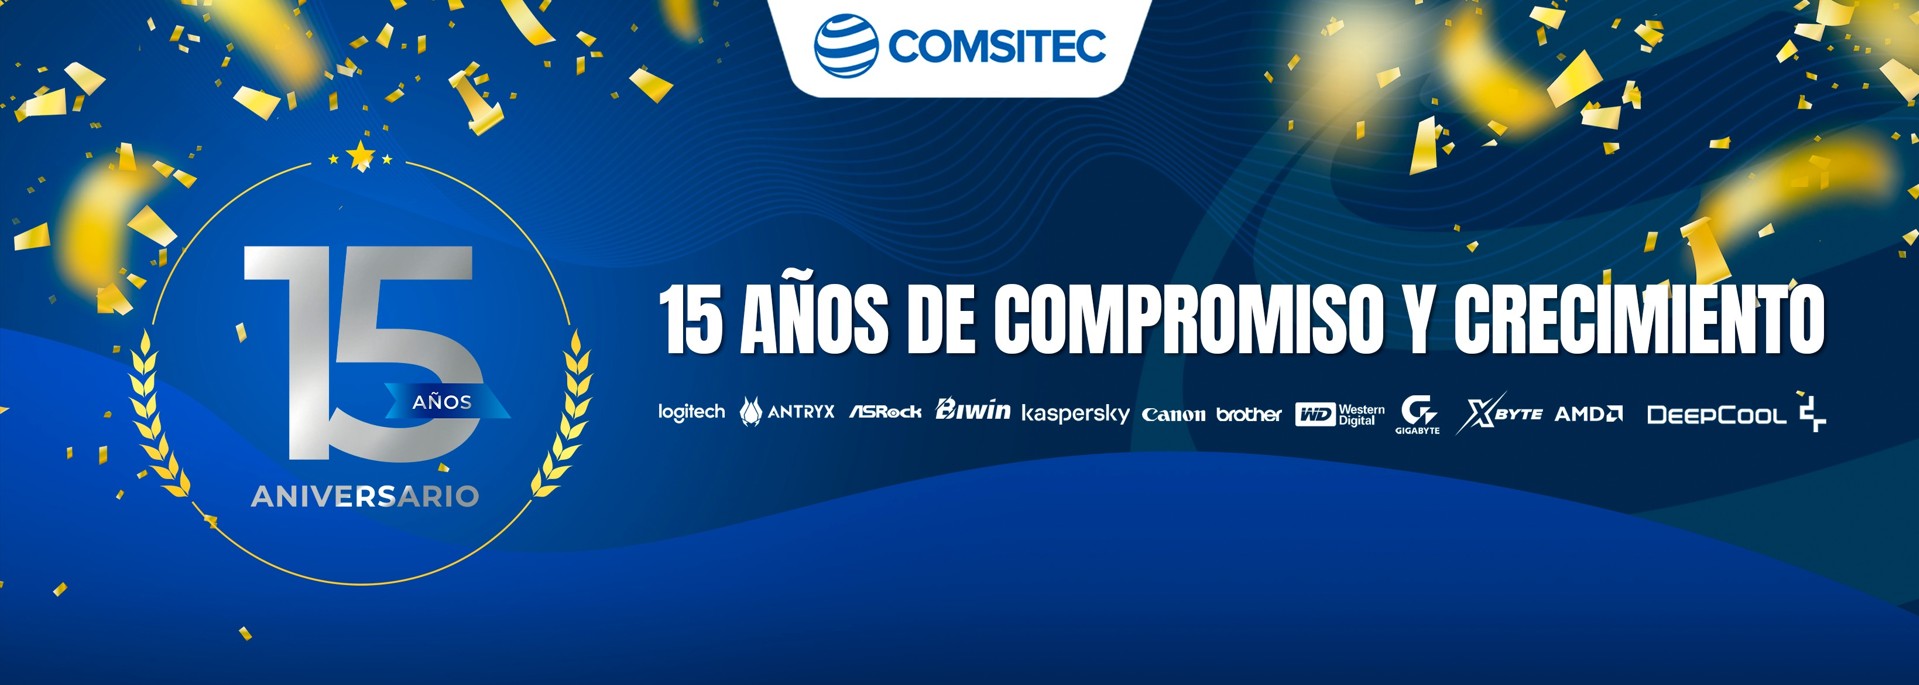 COMSITEC
15
AÑOS
ANIVERSARIO
15 AÑOS DE COMPROMISO Y CRECIMIENTO
logitech ANTRYX ASRock BIWIN kaspersky Canon brother WD Western Digital GIGABYTE XBYTE AMD DEEPCOOL